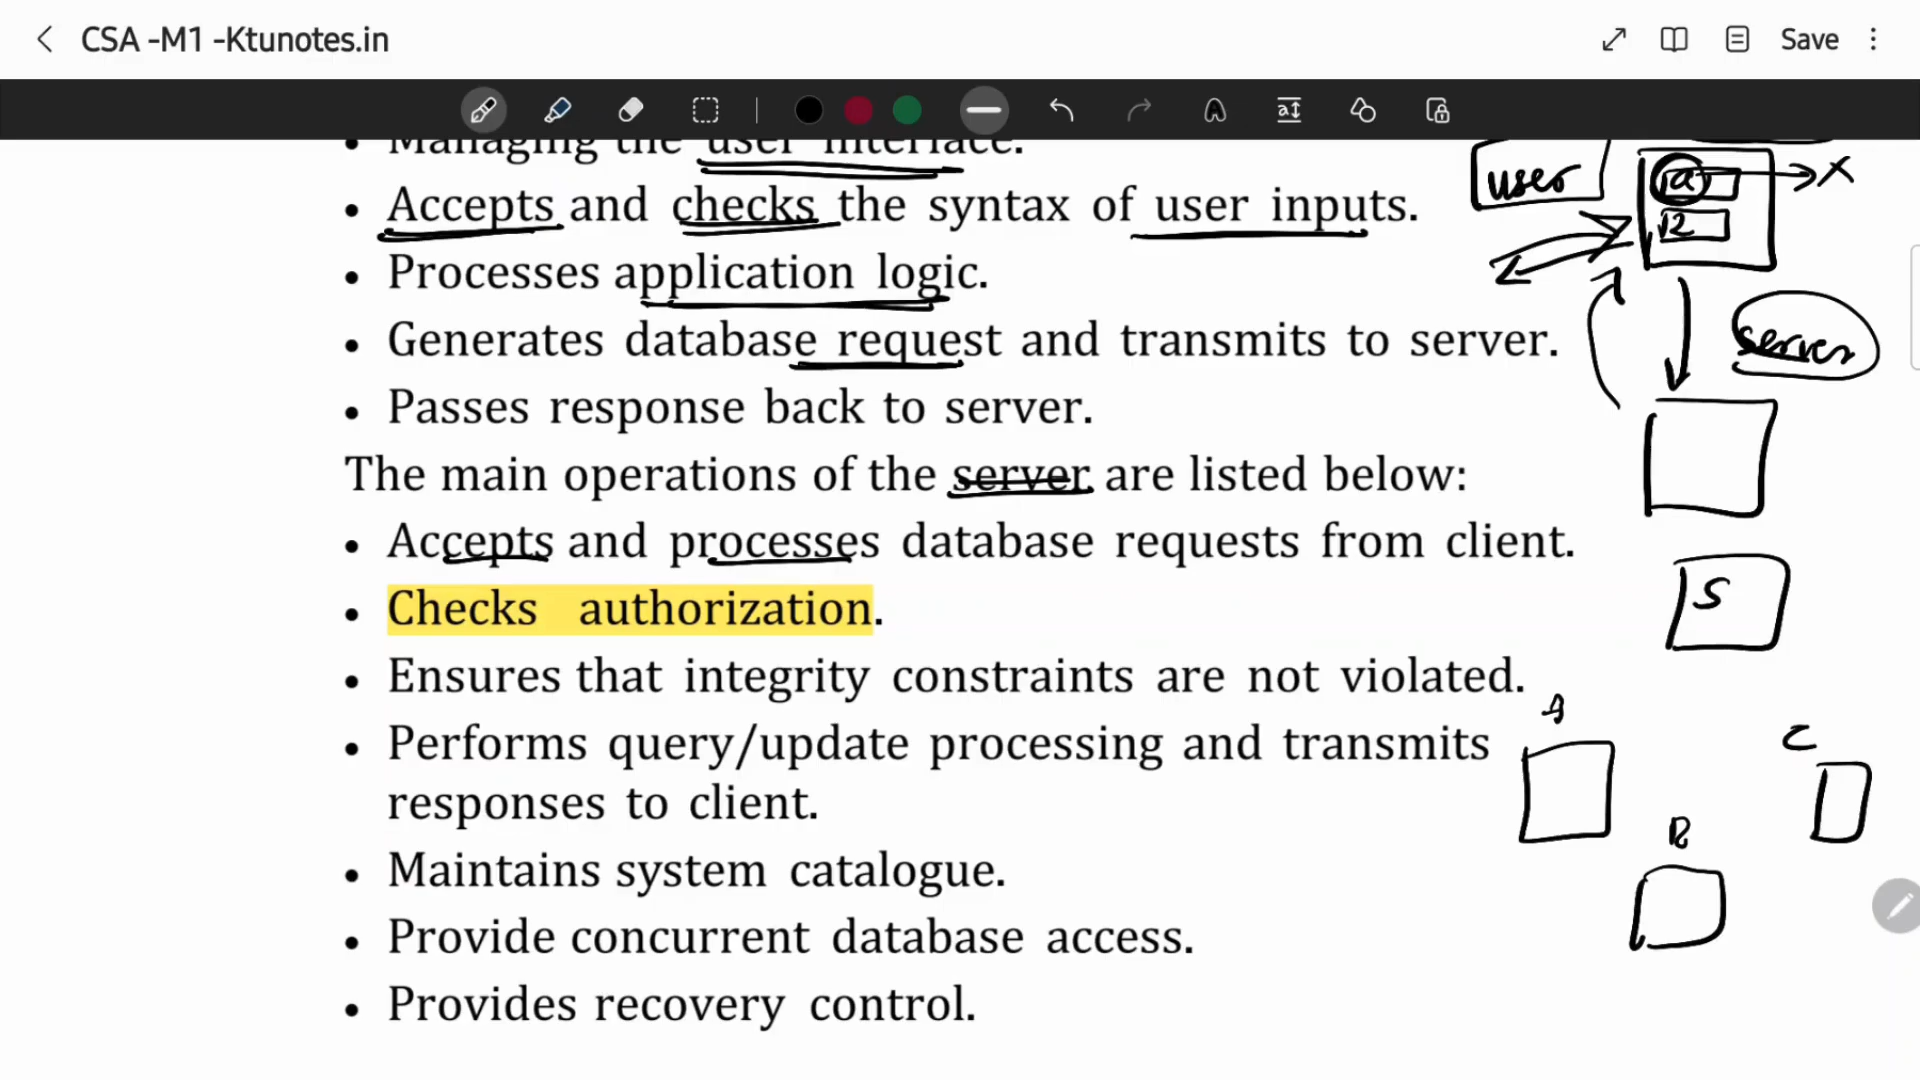 CSA -M1 -Ktunotes.in
Save
• Managing the user interface.
user
a
x
• Accepts and checks the syntax of user inputs.
12
• Processes application logic.
• Generates database request and transmits to server.
server
• Passes response back to server.
The main operations of the server are listed below:
• Accepts and processes database requests from client.
• Checks authorization.
S
• Ensures that integrity constraints are not violated.
A
C
• Performs query/update processing and transmits
responses to client.
B
• Maintains system catalogue.
• Provide concurrent database access.
• Provides recovery control.